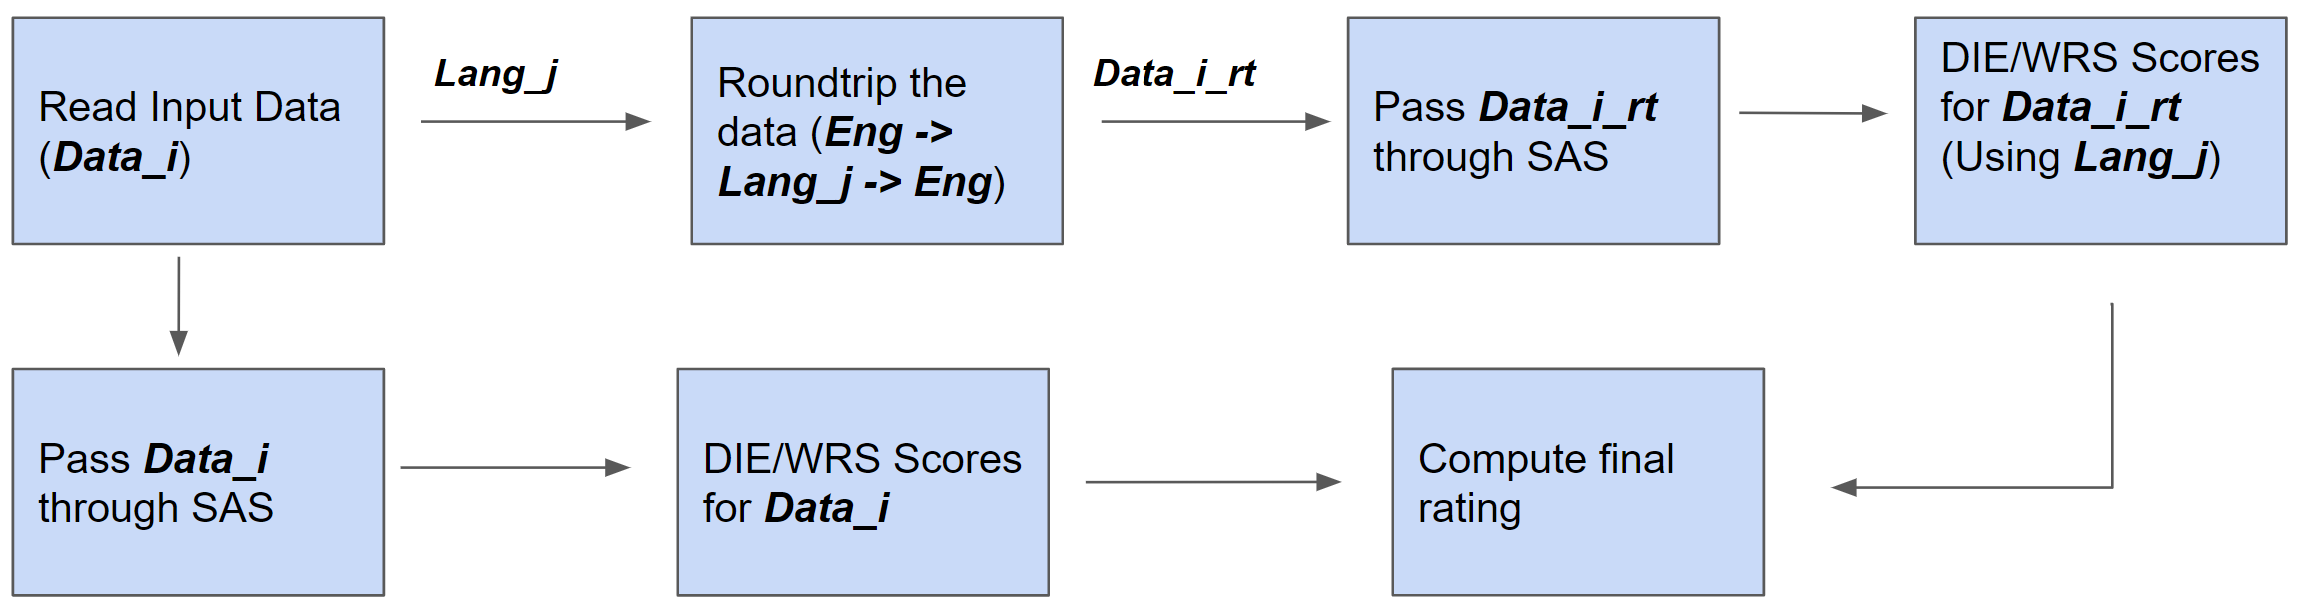 Read Input Data
(Data_i)
Lang_j
Roundtrip the
data (Eng ->
Lang_j -> Eng)
Data_i_rt
Pass Data_i_rt
through SAS
DIE/WRS Scores
for Data_i_rt
(Using Lang_j)
Pass Data_i
through SAS
DIE/WRS Scores
for Data_i
Compute final
rating